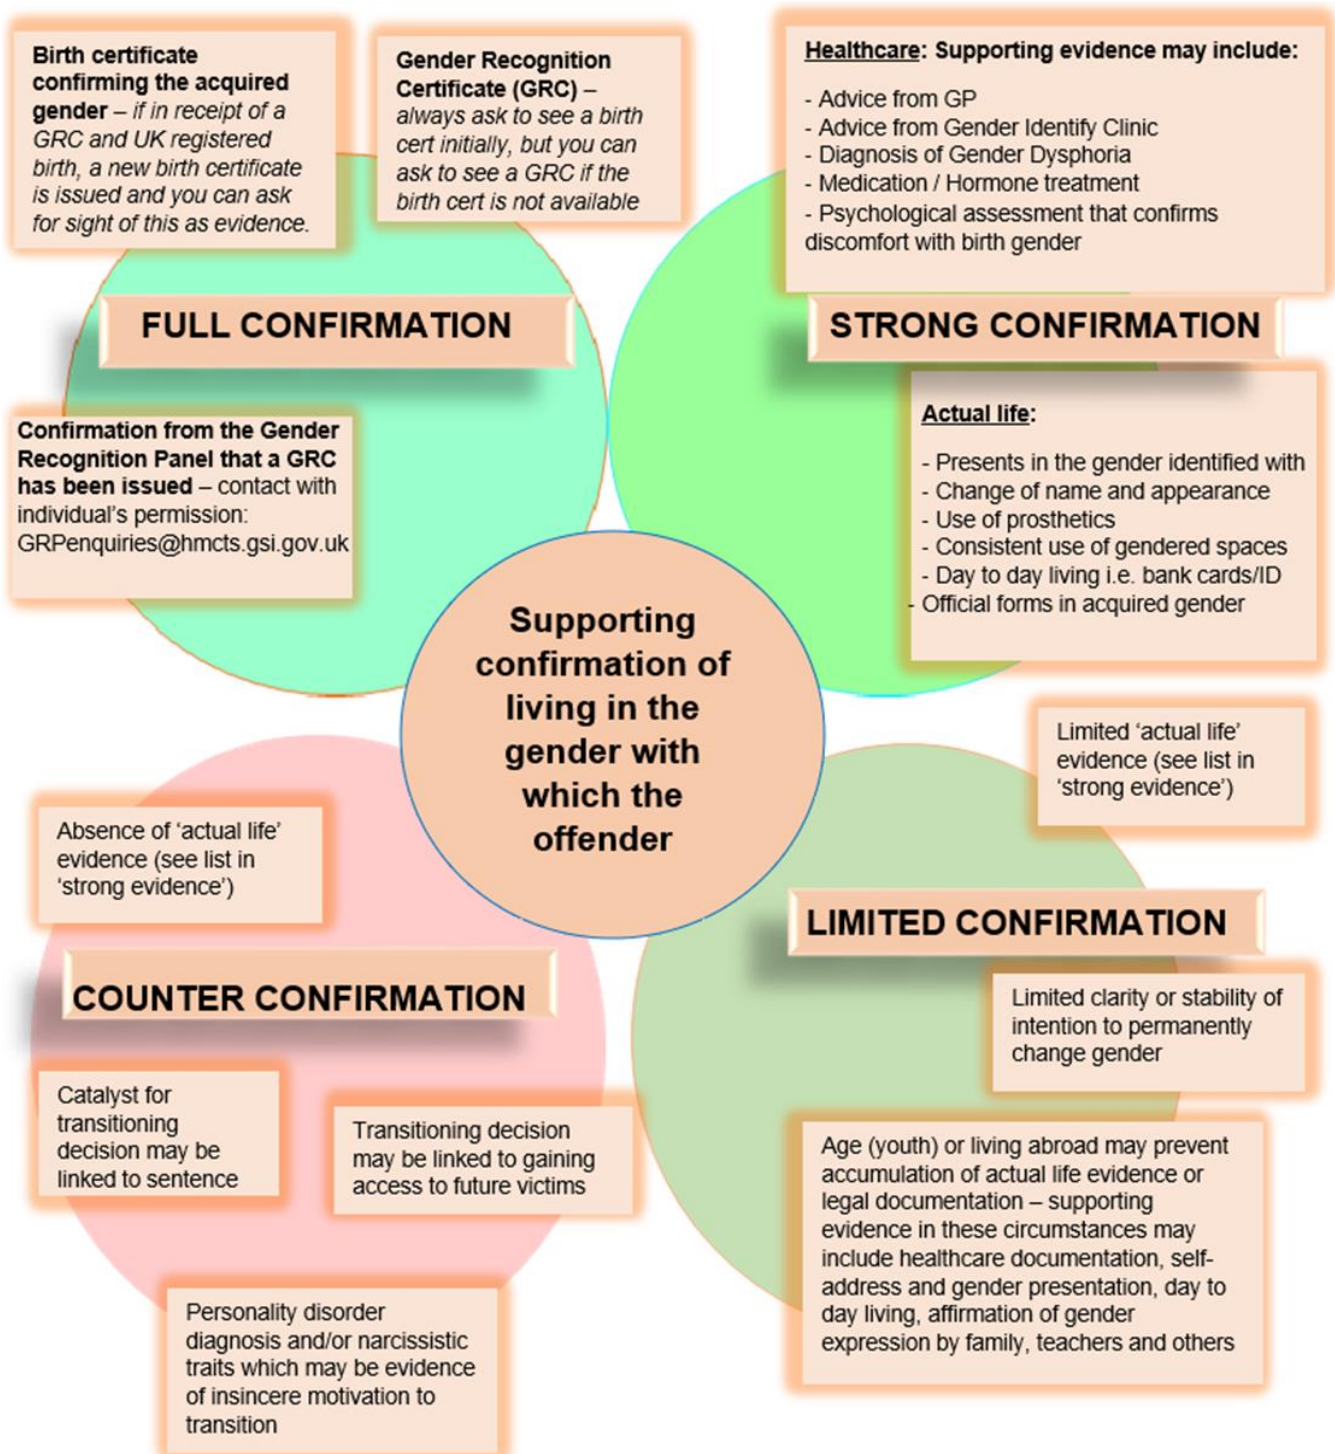 Birth certificate
confirming the acquired
gender – if in receipt of a
GRC and UK registered
birth, a new birth certificate
is issued and you can ask
for sight of this as evidence.
Gender Recognition
Certificate (GRC) –
always ask to see a birth
cert initially, but you can
ask to see a GRC if the
birth cert is not available
FULL CONFIRMATION
Confirmation from the Gender
Recognition Panel that a GRC
has been issued – contact with
individual's permission:
GRPenquiries@hmcts.gsi.gov.uk
Healthcare: Supporting evidence may include:
- Advice from GP
- Advice from Gender Identify Clinic
- Diagnosis of Gender Dysphoria
- Medication / Hormone treatment
- Psychological assessment that confirms
discomfort with birth gender
STRONG CONFIRMATION
Actual life:
- Presents in the gender identified with
- Change of name and appearance
- Use of prosthetics
- Consistent use of gendered spaces
- Day to day living i.e. bank cards/ID
- Official forms in acquired gender
Supporting
confirmation of
living in the
gender with
which the
offender
Absence of 'actual life'
evidence (see list in
'strong evidence')
COUNTER CONFIRMATION
Catalyst for
transitioning
decision may be
linked to sentence
Transitioning decision
may be linked to gaining
access to future victims
Personality disorder
diagnosis and/or narcissistic
traits which may be evidence
of insincere motivation to
transition
Limited 'actual life'
evidence (see list in
'strong evidence')
LIMITED CONFIRMATION
Limited clarity or stability of
intention to permanently
change gender
Age (youth) or living abroad may prevent
accumulation of actual life evidence or
legal documentation – supporting
evidence in these circumstances may
include healthcare documentation, self-
address and gender presentation, day to
day living, affirmation of gender
expression by family, teachers and others